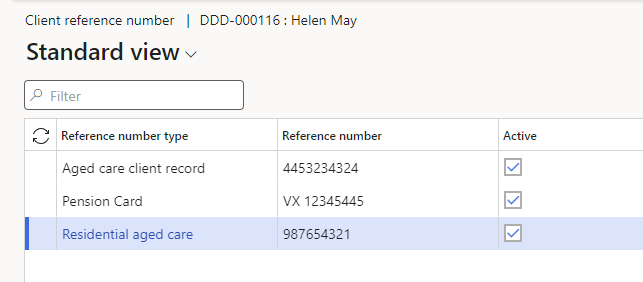 Client reference number | DDD-000116 : Helen May
Standard view
Filter
Reference number type Reference number Active
Aged care client record 4453234324
Pension Card VX 12345445
Residential aged care 987654321